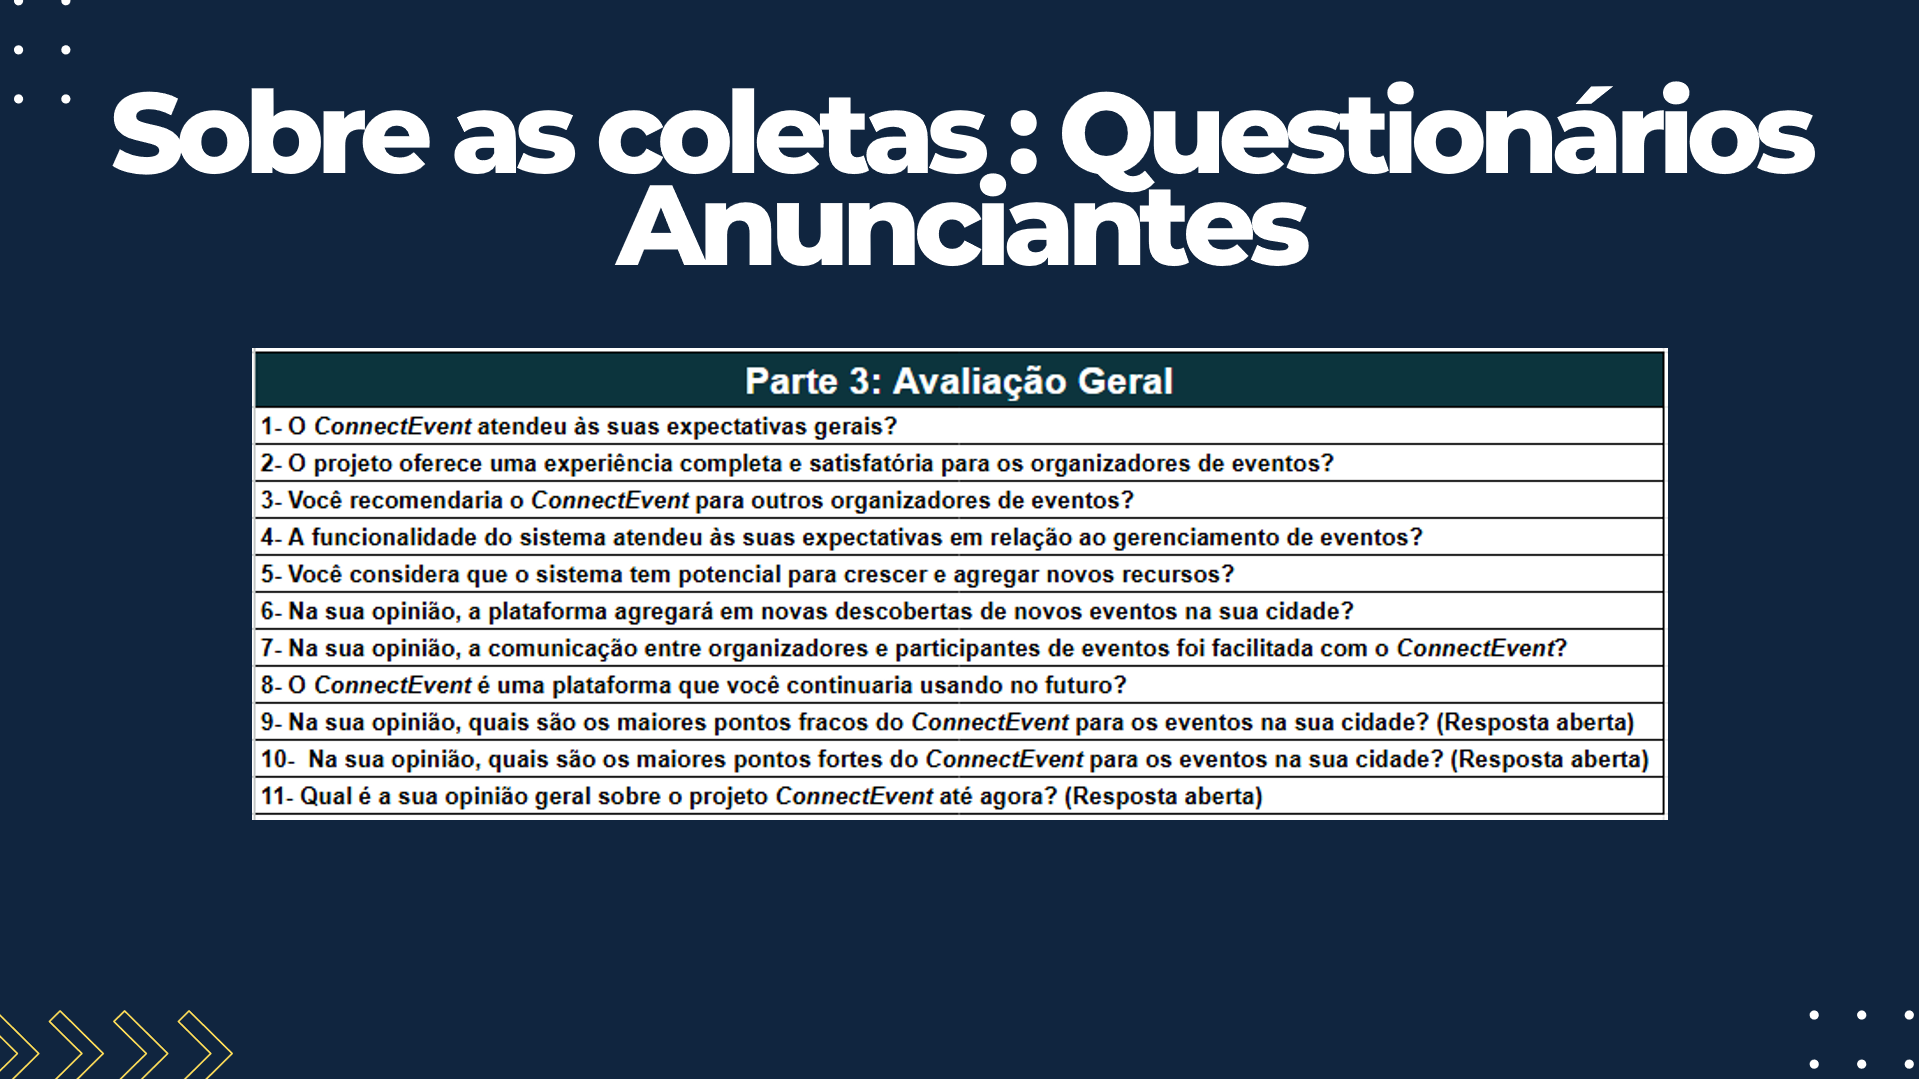 Sobre as coletas : Questionários
Anunciantes
Parte 3: Avaliação Geral
1- O ConnectEvent atendeu às suas expectativas gerais?
2- O projeto oferece uma experiência completa e satisfatória para os organizadores de eventos?
3- Você recomendaria o ConnectEvent para outros organizadores de eventos?
4- A funcionalidade do sistema atendeu às suas expectativas em relação ao gerenciamento de eventos?
5- Você considera que o sistema tem potencial para crescer e agregar novos recursos?
6- Na sua opinião, a plataforma agregará em novas descobertas de novos eventos na sua cidade?
7- Na sua opinião, a comunicação entre organizadores e participantes de eventos foi facilitada com o ConnectEvent?
8- O ConnectEvent é uma plataforma que você continuaria usando no futuro?
9- Na sua opinião, quais são os maiores pontos fracos do ConnectEvent para os eventos na sua cidade? (Resposta aberta)
10-  Na sua opinião, quais são os maiores pontos fortes do ConnectEvent para os eventos na sua cidade? (Resposta aberta)
11- Qual é a sua opinião geral sobre o projeto ConnectEvent até agora? (Resposta aberta)